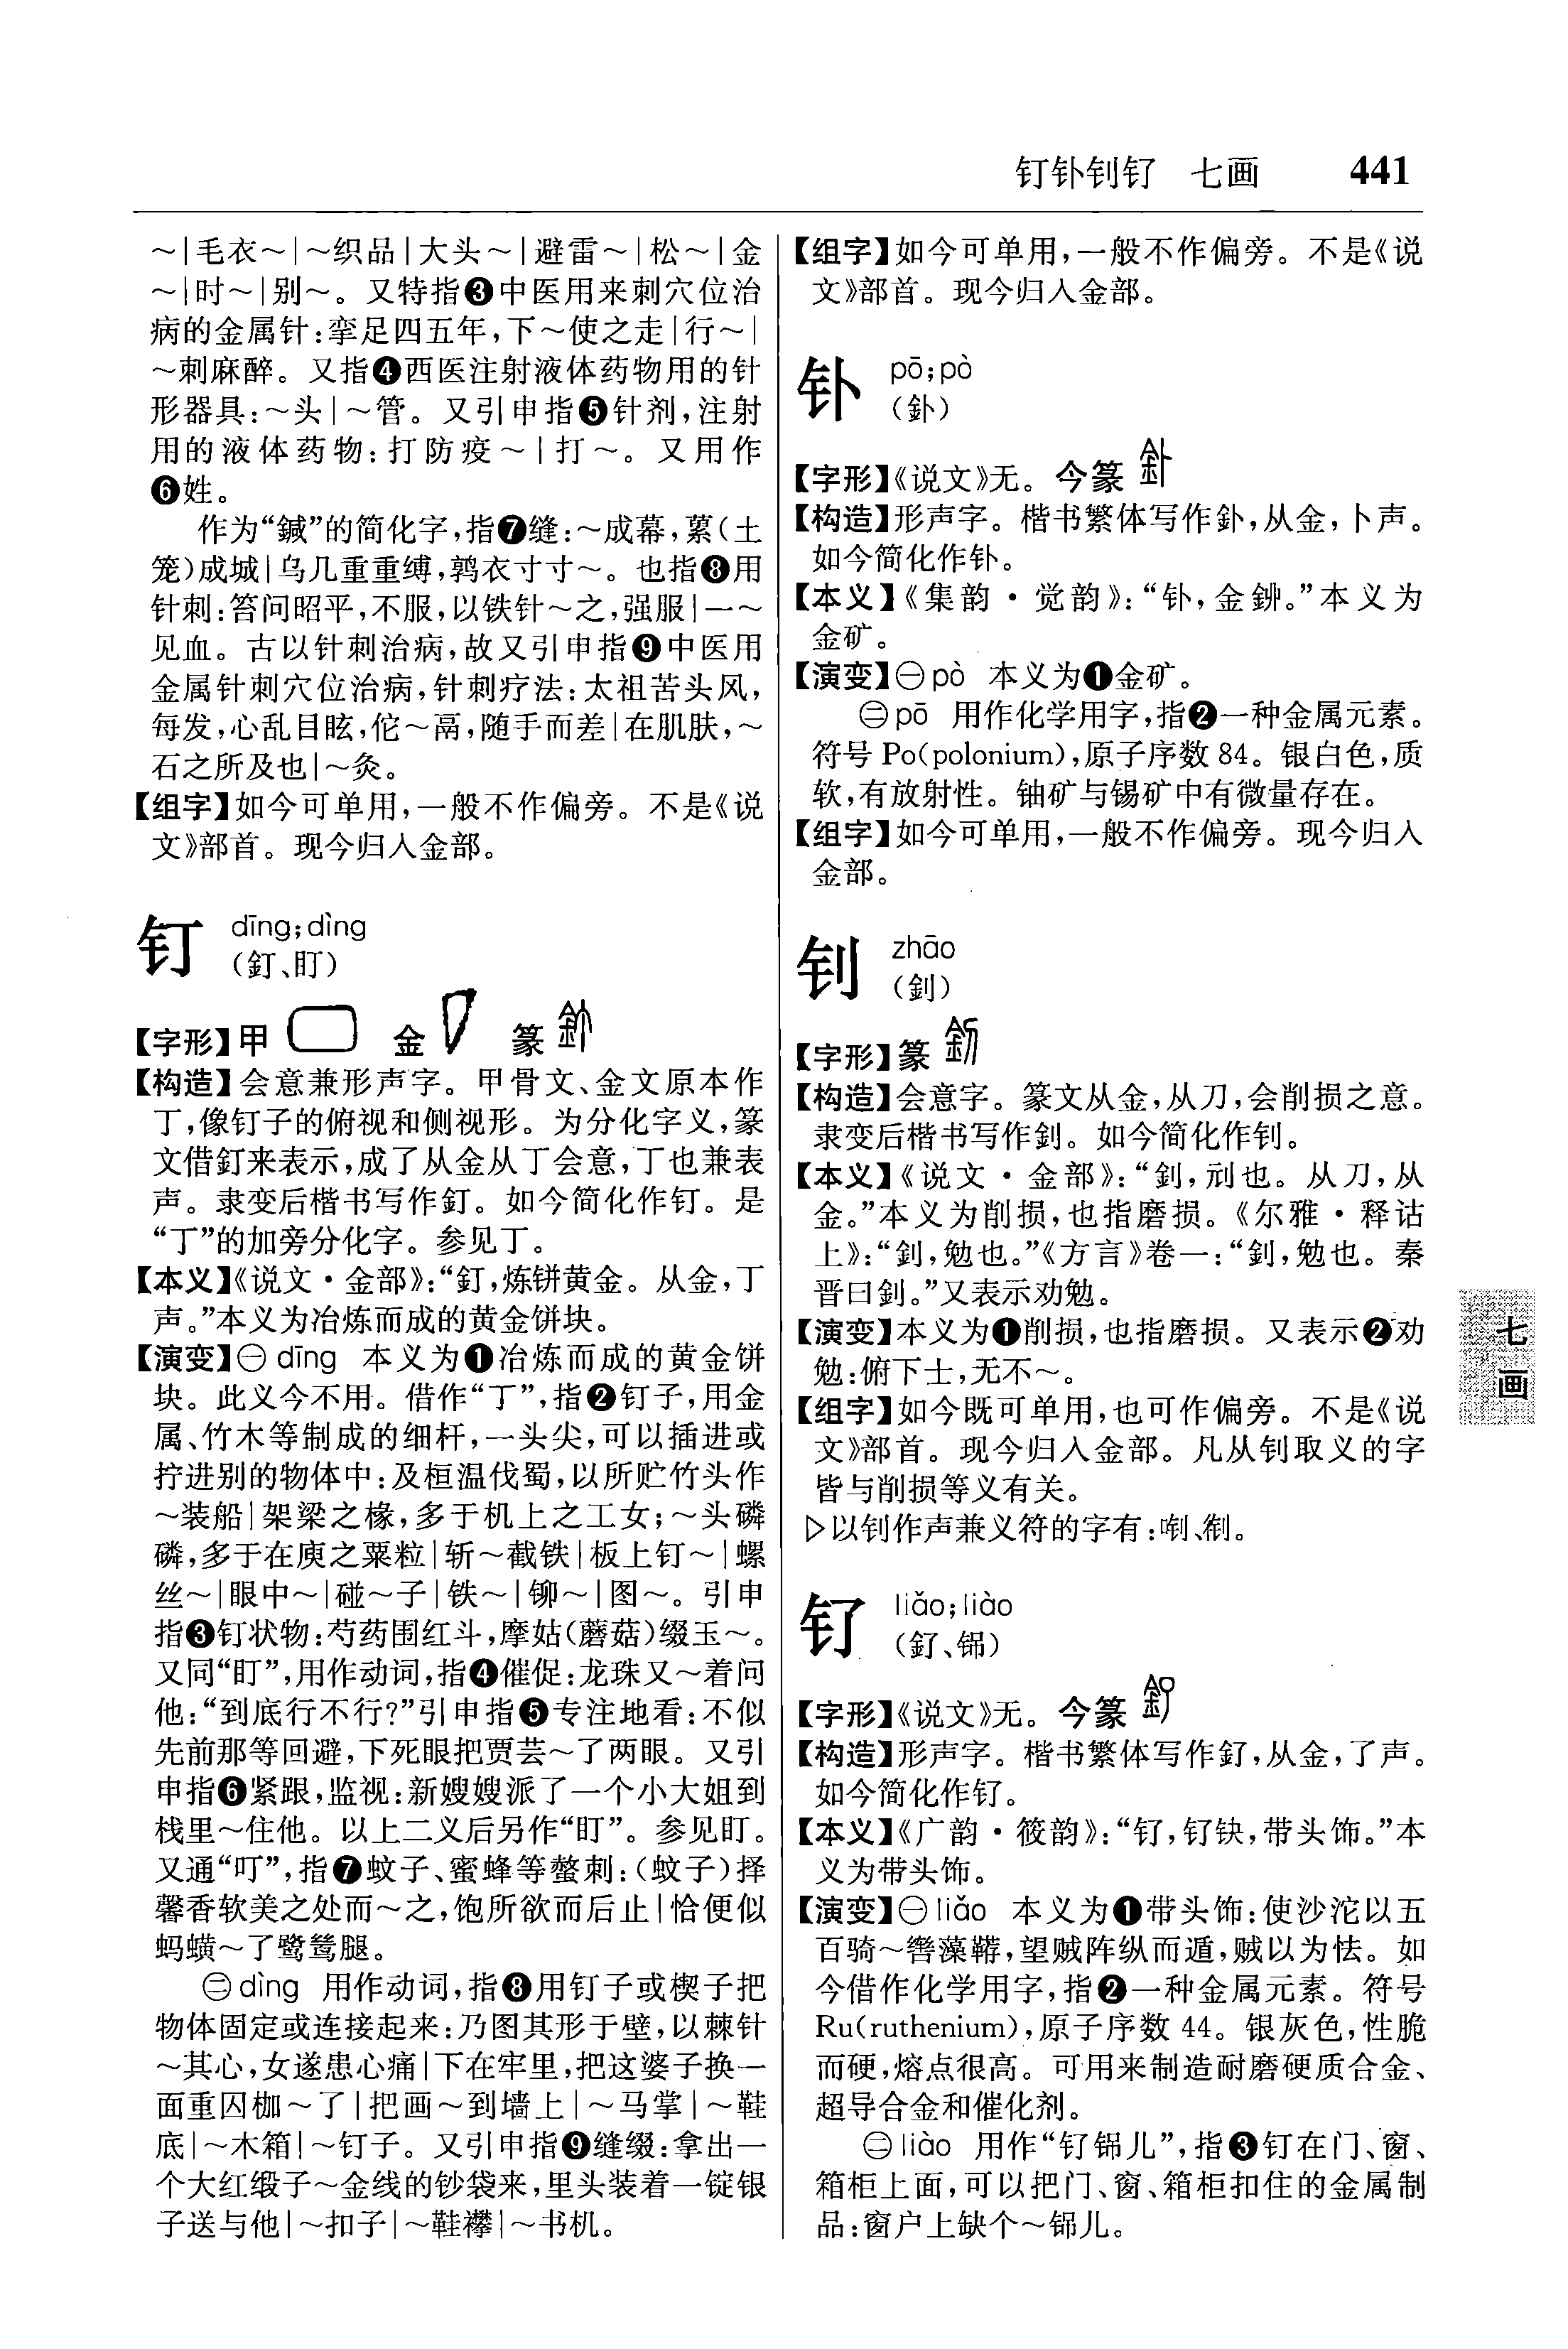 钉钋钊钌 七画 441
～|毛衣～|～织品|大头～|避雷～|松～|金
～|时～|别～。又特指❸中医用来刺穴位治
病的金属针:挛足四五年,下～使之走|行～|
～刺麻醉。又指❹西医注射液体药物用的针
形器具:～头|～管。又引申指❺针剂,注射
用的液体药物:打防疫～|打～。又用作
❻姓。
作为“鍼”的简化字,指❼缝:～成幕,蔂(土
笼)成城|乌几重重缚,鹑衣寸寸～。也指❽用
针刺:笞问昭平,不服,以铁针～之,强服|一～
见血。古以针刺治病,故又引申指❾中医用
金属针刺穴位治病,针刺疗法:太祖苦头风,
每发,心乱目眩,佗～鬲,随手而差|在肌肤,～
石之所及也|～灸。
【组字】如今可单用,一般不作偏旁。不是《说
文》部首。现今归入金部。
钉 dīng;dìng
(釘、盯)
【字形】甲 金 篆
【构造】会意兼形声字。甲骨文、金文原本作
丁,像钉子的俯视和侧视形。为分化字义,篆
文借釘来表示,成了从金从丁会意,丁也兼表
声。隶变后楷书写作釘。如今简化作钉。是
“丁”的加旁分化字。参见丁。
【本义】《说文·金部》:“釘,炼鉼黄金。从金,丁
声。”本义为冶炼而成的黄金饼块。
【演变】㊀dīng 本义为❶冶炼而成的黄金饼
块。此义今不用。借作“丁”,指❷钉子,用金
属、竹木等制成的细杆,一头尖,可以插进或
拧进别的物体中:及桓温伐蜀,以所贮竹头作
～装船|架梁之椽,多于机上之工女;～头磷
磷,多于在庾之粟粒|斩～截铁|板上钉～|螺
丝～|眼中～|碰～子|铁～|铆～|图～。引申
指❸钉状物:芍药围红斗,摩姑(蘑菇)缀玉～。
又同“盯”,用作动词,指❹催促:龙珠又～着问
他:“到底行不行?”引申指❺专注地看:不似
先前那等回避,下死眼把贾芸～了两眼。又引
申指❻紧跟,监视:新嫂嫂派了一个小大姐到
栈里～住他。以上二义后另作“盯”。参见盯。
又通“叮”,指❼蚊子、蜜蜂等螫刺:(蚊子)择
馨香软美之处而～之,饱所欲而后止|恰便似
蚂蟥～了鹭鸶腿。
㊁dìng 用作动词,指❽用钉子或楔子把
物体固定或连接起来:乃图其形于壁,以棘针
～其心,女遂患心痛|下在牢里,把这婆子换一
面重囚枷～了|把画～到墙上|～马掌|～鞋
底|～木箱|～钉子。又引申指❾缝缀:拿出一
个大红缎子～金线的钞袋来,里头装着一锭银
子送与他|～扣子|～鞋襻|～书机。
【组字】如今可单用,一般不作偏旁。不是《说
文》部首。现今归入金部。
钋 pō;pò
(釙)
【字形】《说文》无。今篆
【构造】形声字。楷书繁体写作釙,从金,卜声。
如今简化作钋。
【本义】《集韵·觉韵》:“钋,金鉚。”本义为
金矿。
【演变】㊀pò 本义为❶金矿。
㊁pō 用作化学用字,指❷一种金属元素。
符号Po(polonium),原子序数84。银白色,质
软,有放射性。铀矿与锡矿中有微量存在。
【组字】如今可单用,一般不作偏旁。现今归入
金部。
钊 zhāo
(釗)
【字形】篆
【构造】会意字。篆文从金,从刀,会削损之意。
隶变后楷书写作釗。如今简化作钊。
【本义】《说文·金部》:“釗,刓也。从刀,从
金。”本义为削损,也指磨损。《尔雅·释诂
上》:“釗,勉也。”《方言》卷一:“釗,勉也。秦
晋曰釗。”又表示劝勉。
【演变】本义为❶削损,也指磨损。又表示❷劝
勉:俯下士,无不～。
【组字】如今既可单用,也可作偏旁。不是《说
文》部首。现今归入金部。凡从钊取义的字
皆与削损等义有关。
▷以钊作声兼义符的字有:
钌 liǎo;liào
(釕、铞)
【字形】《说文》无。今篆
【构造】形声字。楷书繁体写作釕,从金,了声。
如今简化作钌。
【本义】《广韵·筱韵》:“钌,钌铗,带头饰。”本
义为带头饰。
【演变】㊀liǎo 本义为❶带头饰:使沙沱以五
百骑～辔藻鞯,望贼阵纵而遁,贼以为怯。如
今借作化学用字,指❷一种金属元素。符号
Ru(ruthenium),原子序数44。银灰色,性脆
而硬,熔点很高。可用来制造耐磨硬质合金、
超导合金和催化剂。
㊁liào 用作“钌铞儿”,指❸钉在门、窗、
箱柜上面,可以把门、窗、箱柜扣住的金属制
品:窗户上缺个～铞儿。
七画